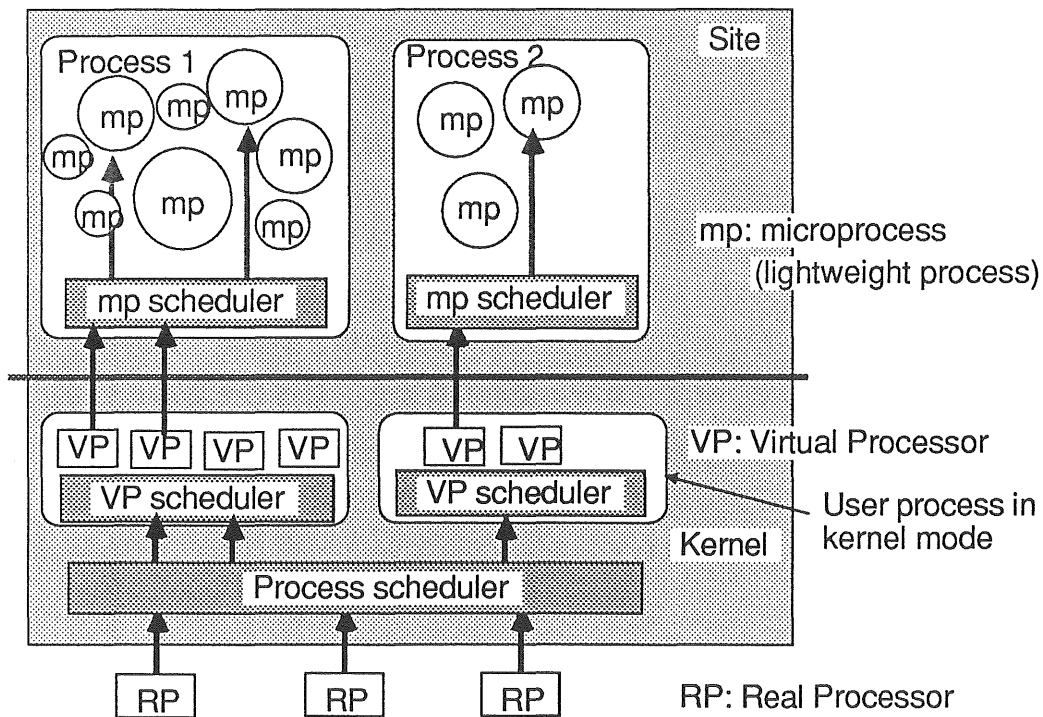 Site
Process 1
Process 2
mp
mp
mp
mp
mp
mp
mp
mp
mp
mp
mp
mp: microprocess
(lightweight process)
mp scheduler
mp scheduler
VP
VP
VP
VP
VP
VP
VP: Virtual Processor
VP scheduler
VP scheduler
User process in
kernel mode
Kernel
Process scheduler
RP
RP
RP
RP: Real Processor